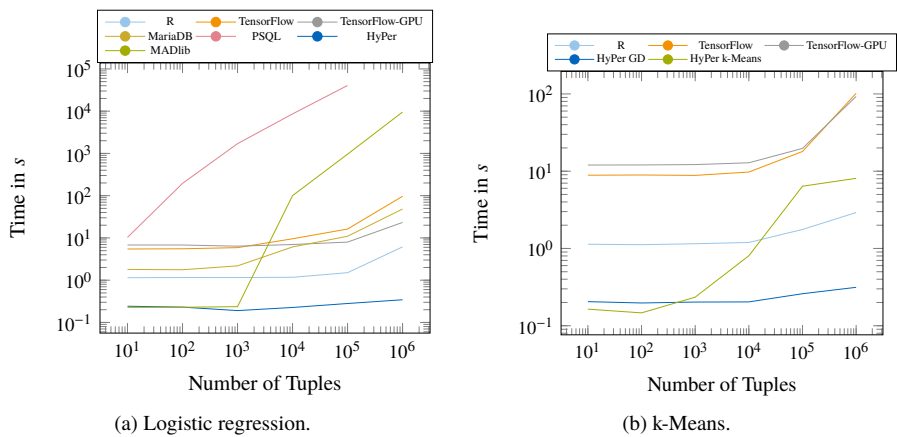 R TensorFlow TensorFlow-GPU
MariaDB PSQL HyPer
MADlib
10^5
10^4
10^3
10^2
10^1
10^0
10^−1
Time in s
10^1 10^2 10^3 10^4 10^5 10^6
Number of Tuples
(a) Logistic regression.
R TensorFlow TensorFlow-GPU
HyPer GD HyPer k-Means
10^2
10^1
10^0
10^−1
Time in s
10^1 10^2 10^3 10^4 10^5 10^6
Number of Tuples
(b) k-Means.